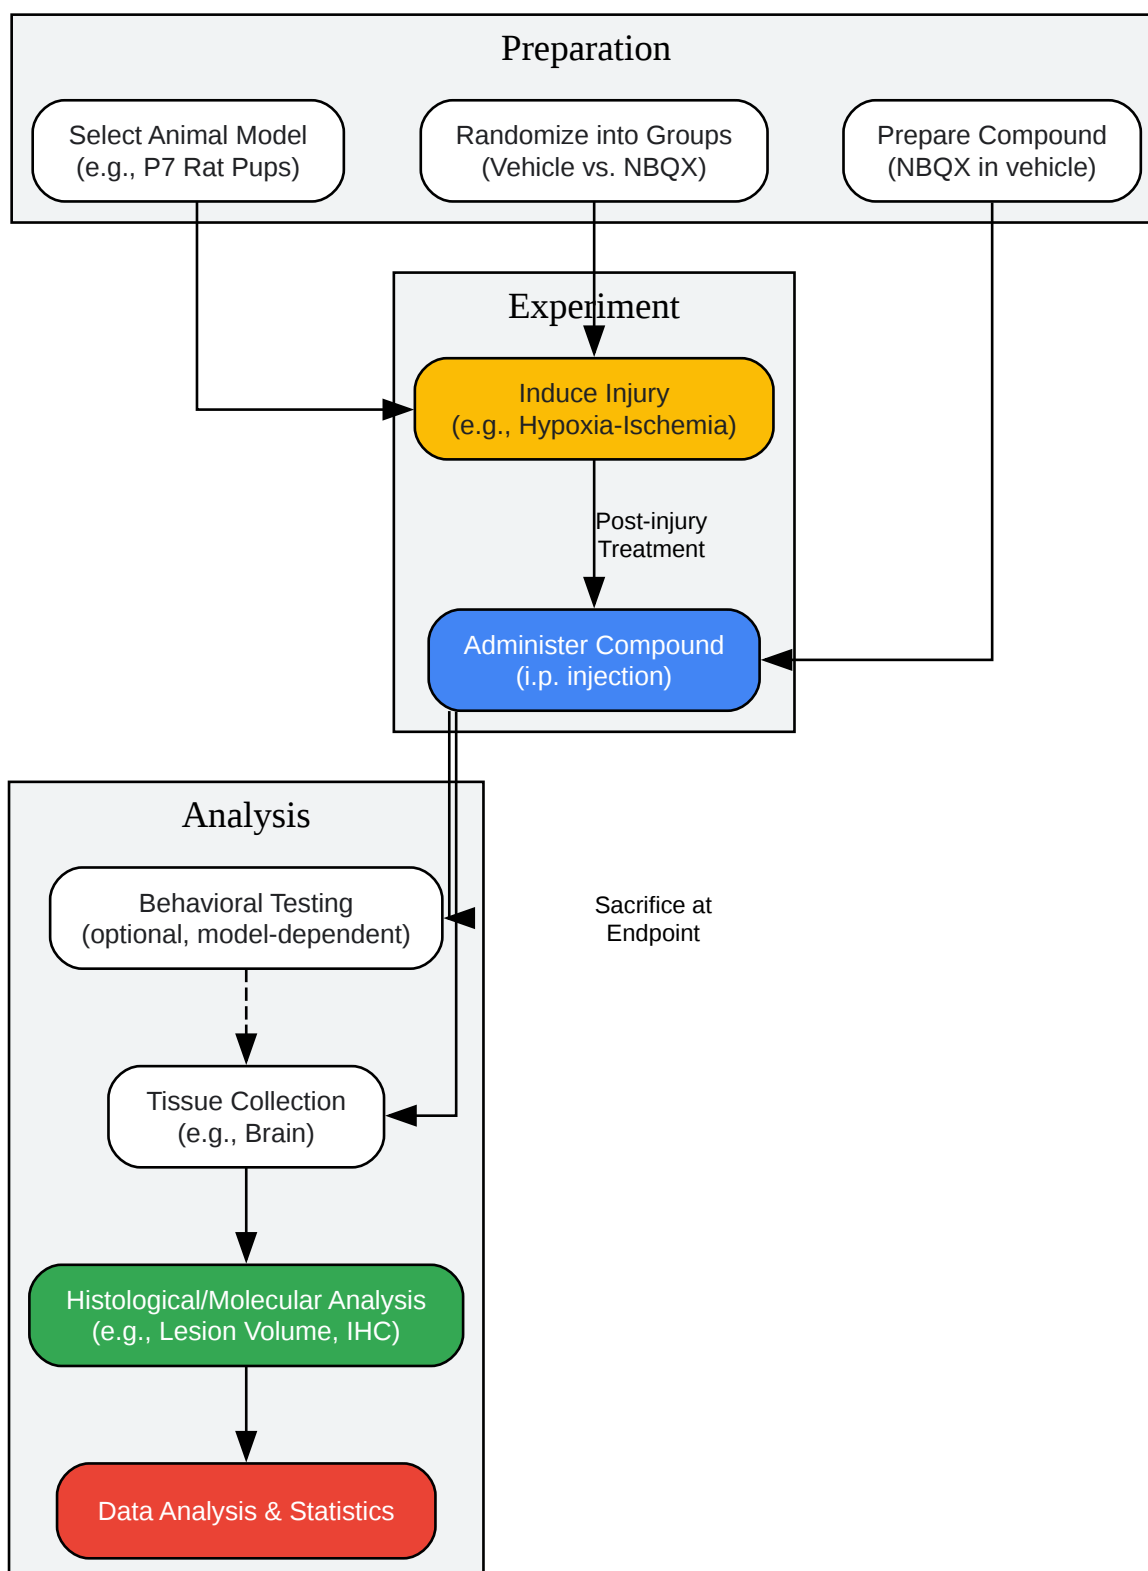 Preparation
Select Animal Model
(e.g., P7 Rat Pups)
Randomize into Groups
(Vehicle vs. NBQX)
Prepare Compound
(NBQX in vehicle)
Experiment
Induce Injury
(e.g., Hypoxia-Ischemia)
Post-injury
Treatment
Administer Compound
(i.p. injection)
Analysis
Behavioral Testing
(optional, model-dependent)
Sacrifice at
Endpoint
Tissue Collection
(e.g., Brain)
Histological/Molecular Analysis
(e.g., Lesion Volume, IHC)
Data Analysis & Statistics